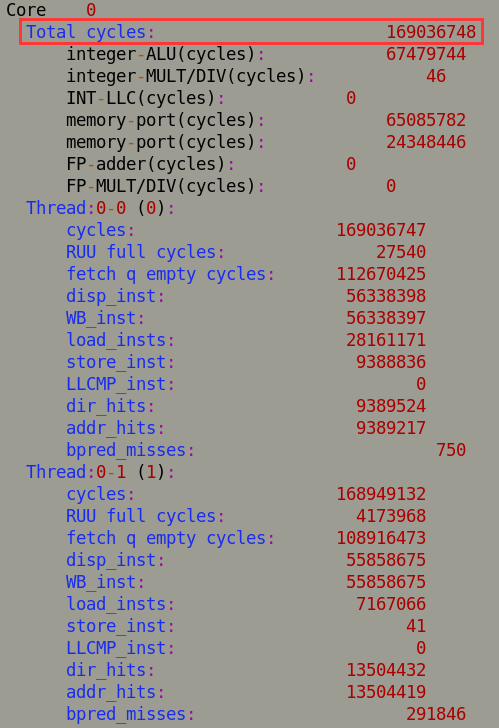 Core 0
Total cycles: 169036748
integer-ALU(cycles): 67479744
integer-MULT/DIV(cycles): 46
INT-LLC(cycles): 0
memory-port(cycles): 65085782
memory-port(cycles): 24348446
FP-adder(cycles): 0
FP-MULT/DIV(cycles): 0
Thread:0-0 (0):
cycles: 169036747
RUU full cycles: 27540
fetch q empty cycles: 112670425
disp_inst: 56338398
WB_inst: 56338397
load_insts: 28161171
store_inst: 9388836
LLCMP_inst: 0
dir_hits: 9389524
addr_hits: 9389217
bpred_misses: 750
Thread:0-1 (1):
cycles: 168949132
RUU full cycles: 4173968
fetch q empty cycles: 108916473
disp_inst: 55858675
WB_inst: 55858675
load_insts: 7167066
store_inst: 41
LLCMP_inst: 0
dir_hits: 13504432
addr_hits: 13504419
bpred_misses: 291846